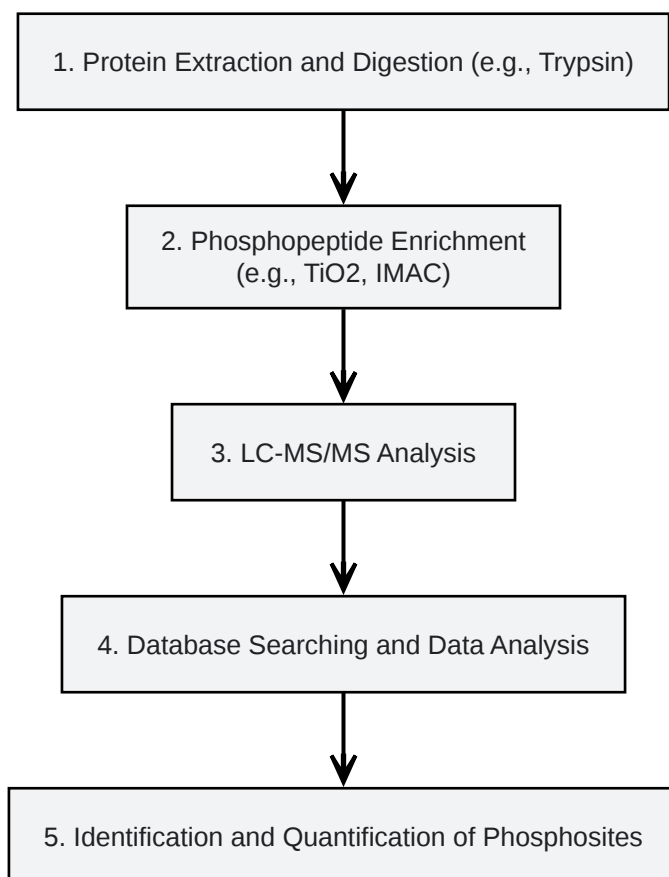 1. Protein Extraction and Digestion (e.g., Trypsin)
2. Phosphopeptide Enrichment
(e.g., TiO2, IMAC)
3. LC-MS/MS Analysis
4. Database Searching and Data Analysis
5. Identification and Quantification of Phosphosites